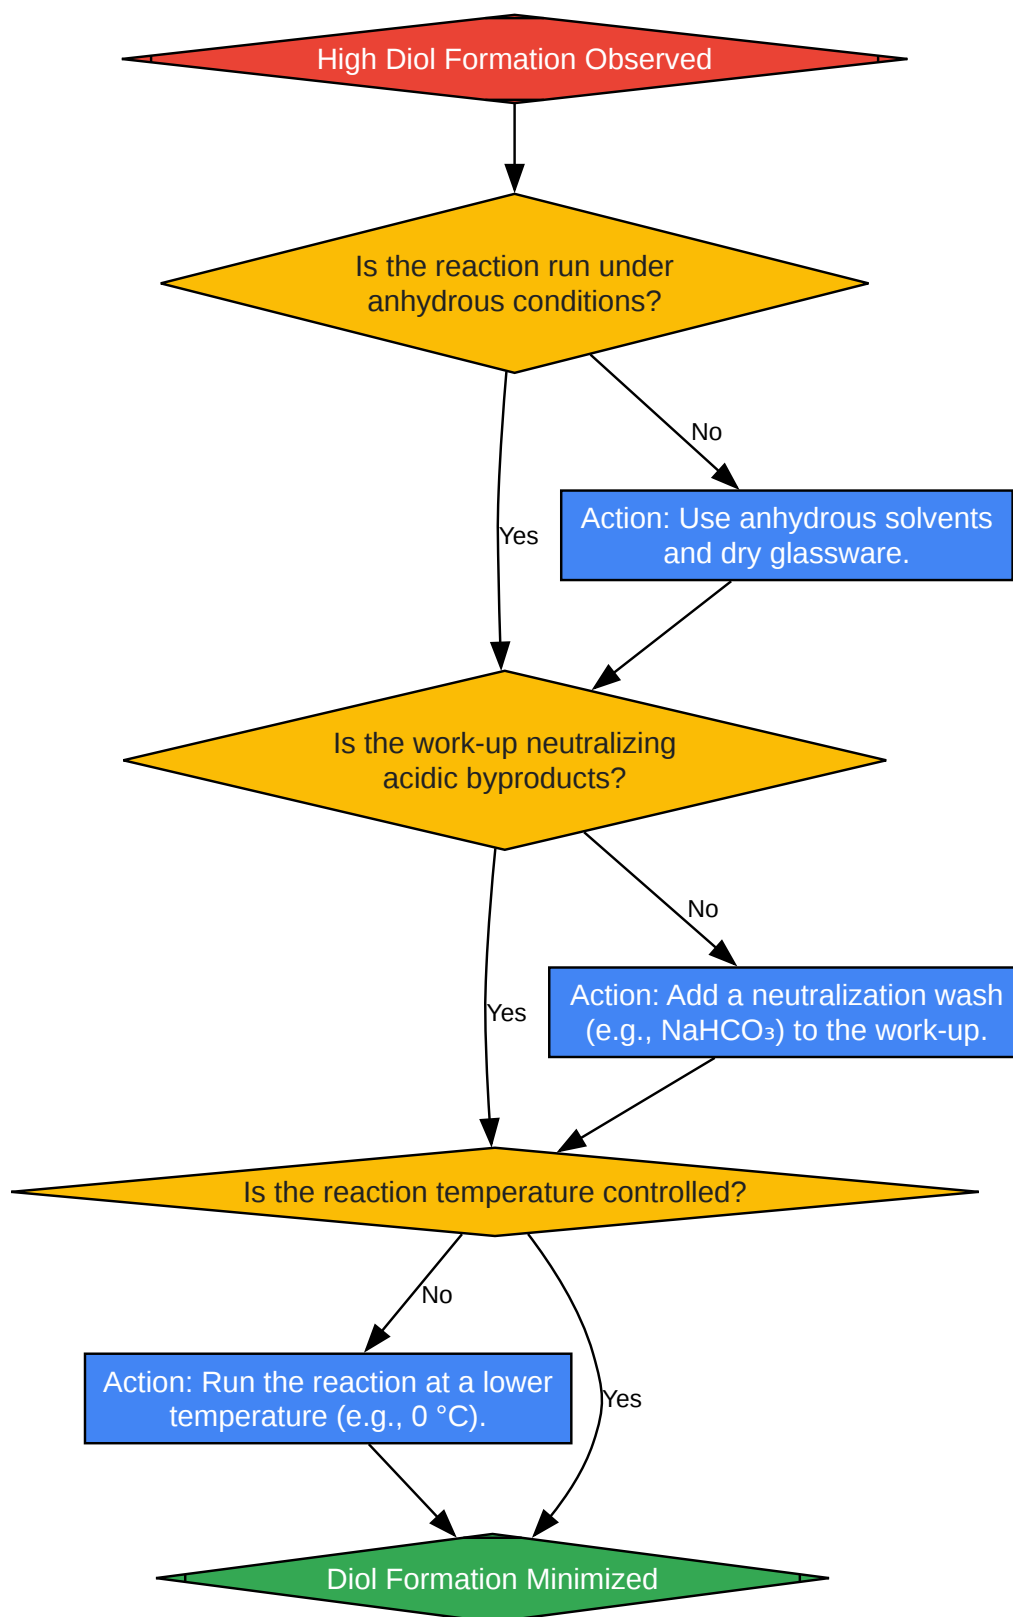 High Diol Formation Observed
Is the reaction run under
anhydrous conditions?
No
Action: Use anhydrous solvents
and dry glassware.
Yes
Is the work-up neutralizing
acidic byproducts?
No
Action: Add a neutralization wash
(e.g., NaHCO₃) to the work-up.
Yes
Is the reaction temperature controlled?
No
Action: Run the reaction at a lower
temperature (e.g., 0 °C).
Yes
Diol Formation Minimized